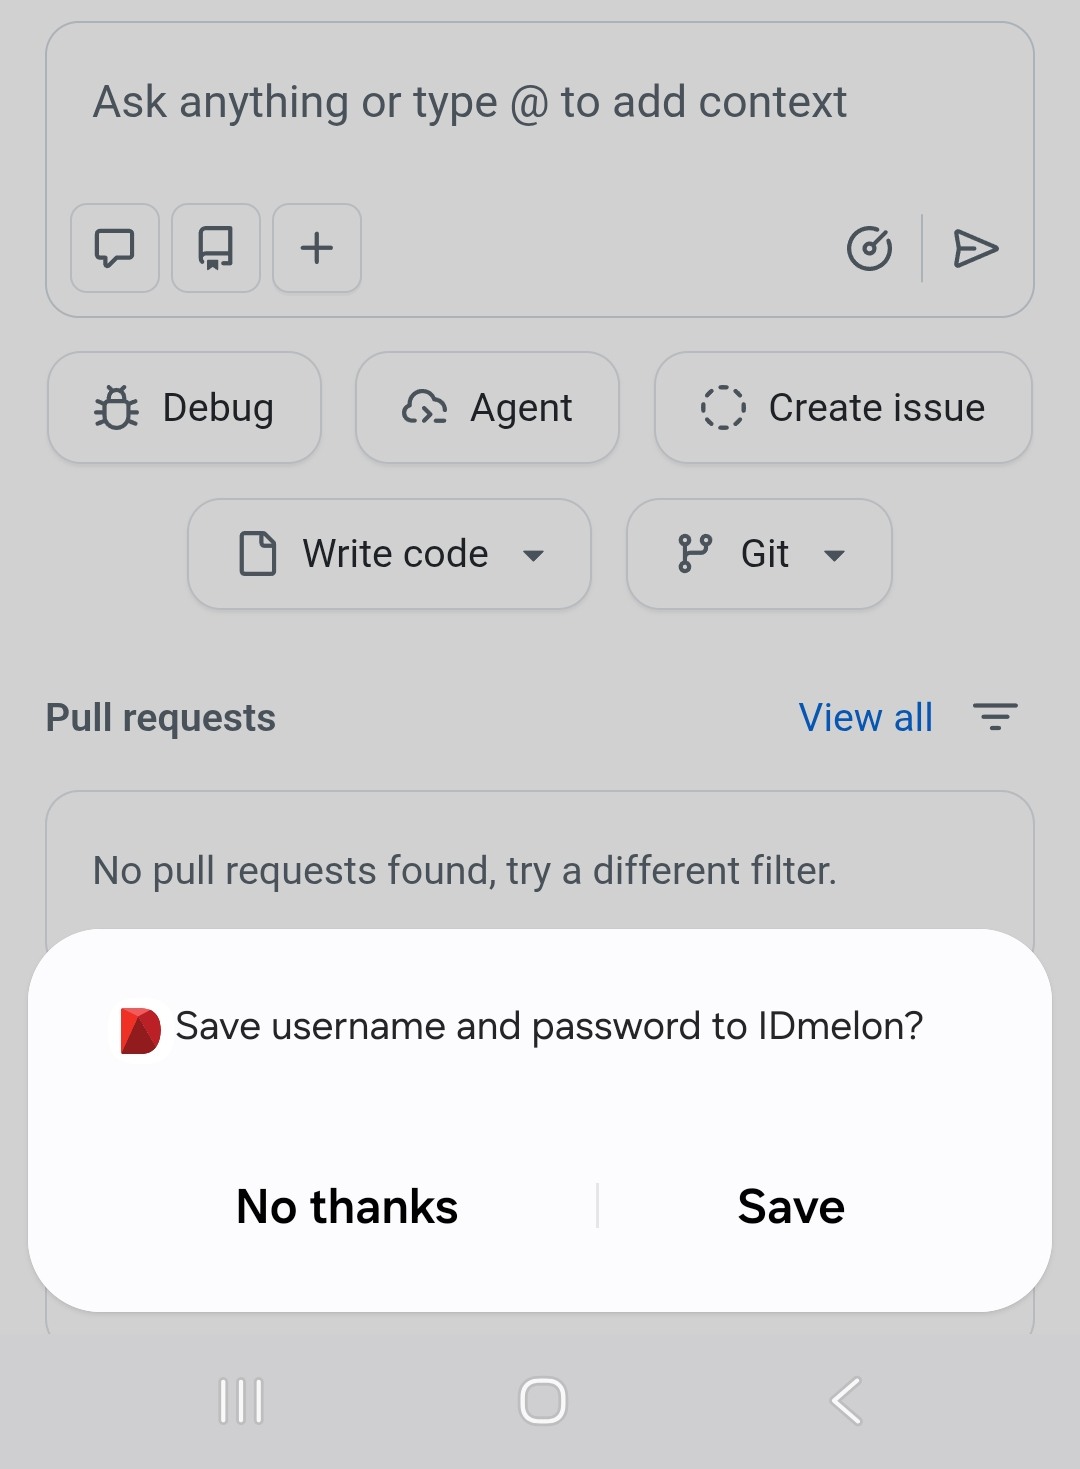 Ask anything or type @ to add context
Debug
Agent
Create issue
Write code
Git
Pull requests
View all
No pull requests found, try a different filter.
Save username and password to IDmelon?
No thanks
Save